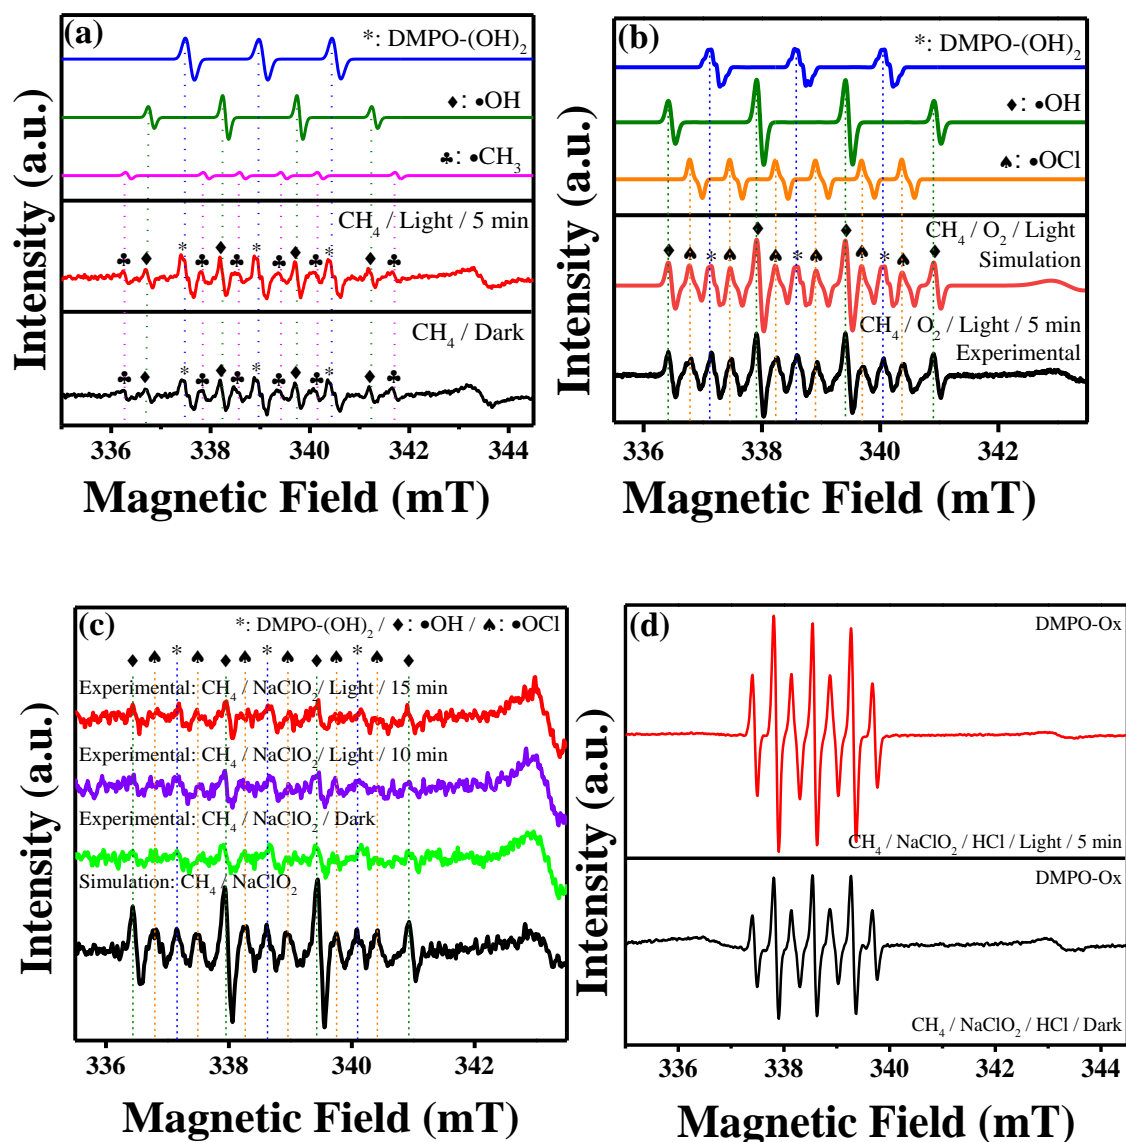 (a)
*: DMPO-(OH)₂
♦: ●OH
♣: ●CH₃
CH₄ / Light / 5 min
CH₄ / Dark
Intensity (a.u.)
336 338 340 342 344
Magnetic Field (mT)
(b)
*: DMPO-(OH)₂
♦: ●OH
♠: ●OCl
CH₄ / O₂ / Light
Simulation
CH₄ / O₂ / Light / 5 min
Experimental
Intensity (a.u.)
336 338 340 342
Magnetic Field (mT)
(c)
*: DMPO-(OH)₂ / ♦: ●OH / ♠: ●OCl
Experimental: CH₄ / NaClO₂ / Light / 15 min
Experimental: CH₄ / NaClO₂ / Light / 10 min
Experimental: CH₄ / NaClO₂ / Dark
Simulation: CH₄ / NaClO₂
Intensity (a.u.)
336 338 340 342
Magnetic Field (mT)
(d)
DMPO-Ox
CH₄ / NaClO₂ / HCl / Light / 5 min
DMPO-Ox
CH₄ / NaClO₂ / HCl / Dark
Intensity (a.u.)
336 338 340 342 344
Magnetic Field (mT)